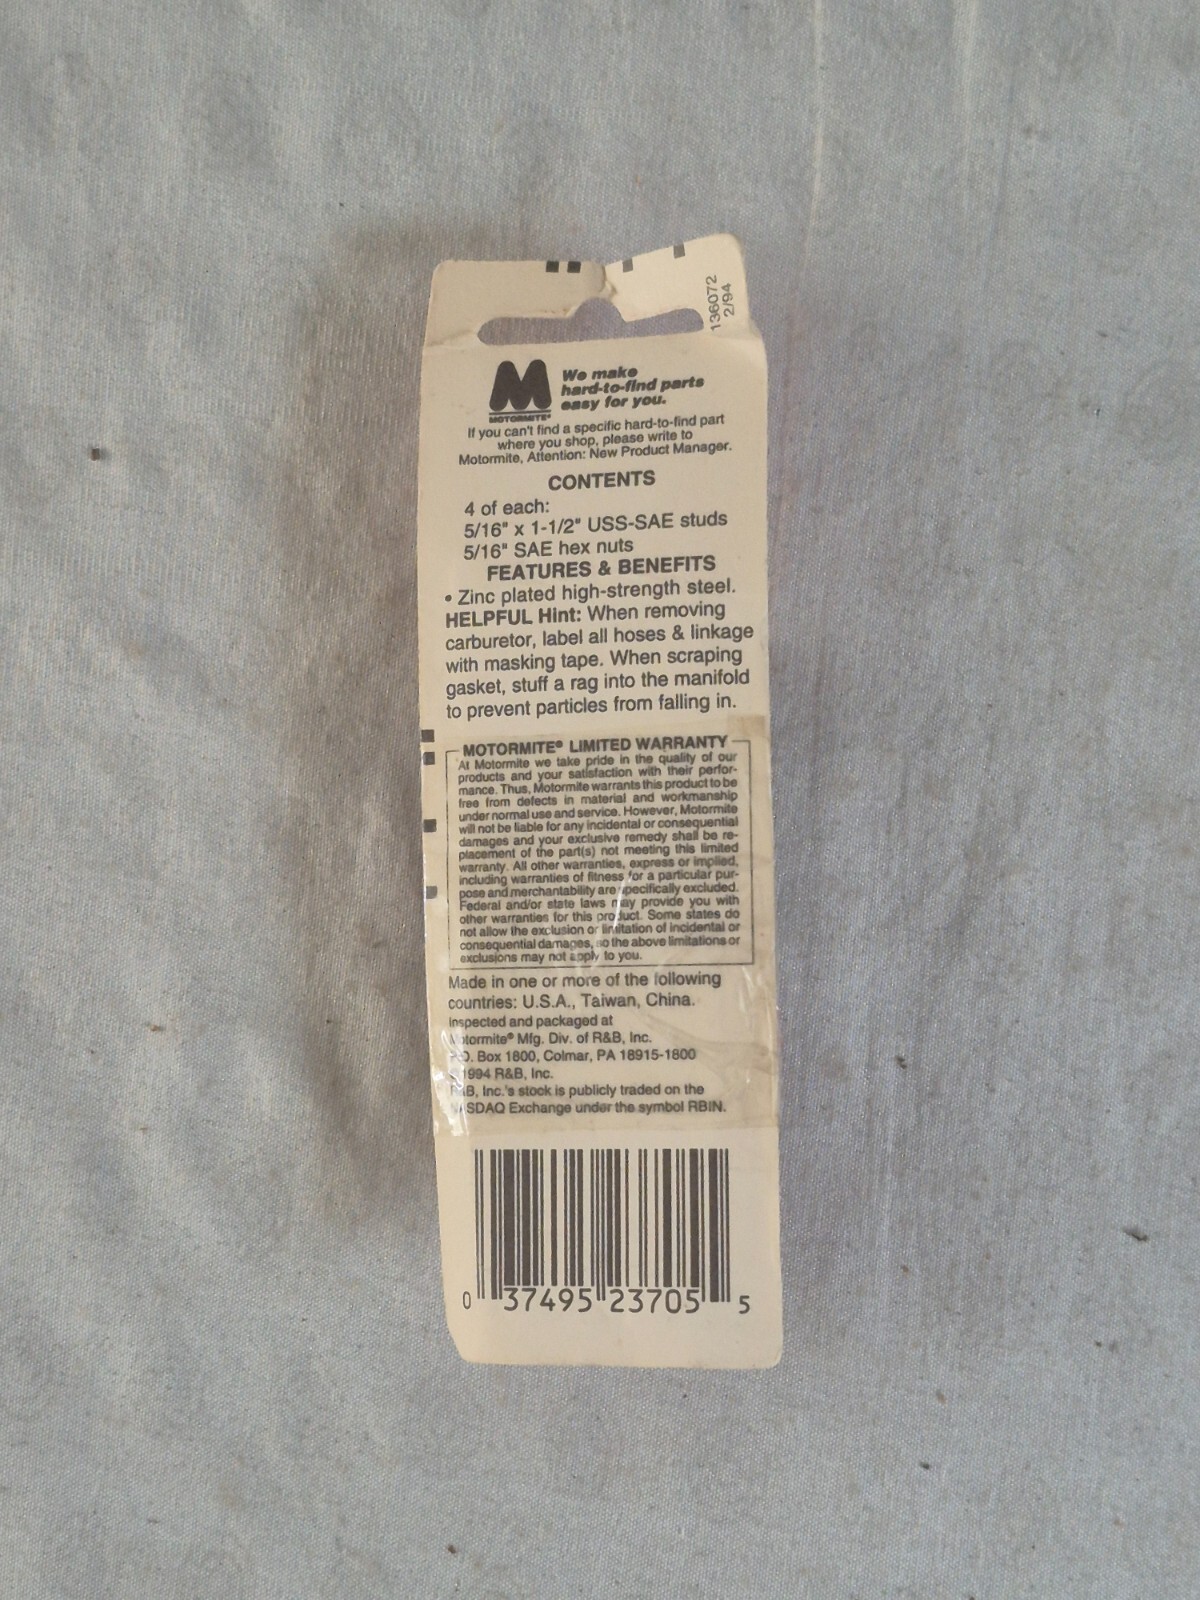 136072
2/94
We make
hard-to-find parts
easy for you.
MOTORMITE®
If you can't find a specific hard-to-find part
where you shop, please write to
Motormite, Attention: New Product Manager.
CONTENTS
4 of each:
5/16" x 1-1/2" USS-SAE studs
5/16" SAE hex nuts
FEATURES & BENEFITS
• Zinc plated high-strength steel.
HELPFUL Hint: When removing
carburetor, label all hoses & linkage
with masking tape. When scraping
gasket, stuff a rag into the manifold
to prevent particles from falling in.
MOTORMITE® LIMITED WARRANTY
At Motormite we take pride in the quality of our
products and your satisfaction with their perfor-
mance. Thus, Motormite warrants this product to be
free from defects in material and workmanship
under normal use and service. However, Motormite
will not be liable for any incidental or consequential
damages and your exclusive remedy shall be re-
placement of the part(s) not meeting this limited
warranty. All other warranties, express or implied,
including warranties of fitness for a particular pur-
pose and merchantability are specifically excluded.
Federal and/or state laws may provide you with
other warranties for this product. Some states do
not allow the exclusion or limitation of incidental or
consequential damages, so the above limitations or
exclusions may not apply to you.
Made in one or more of the following
countries: U.S.A., Taiwan, China.
Inspected and packaged at
Motormite® Mfg. Div. of R&B, Inc.
P.O. Box 1800, Colmar, PA 18915-1800
©1994 R&B, Inc.
R&B, Inc.'s stock is publicly traded on the
NASDAQ Exchange under the symbol RBIN.
0 37495 23705 5